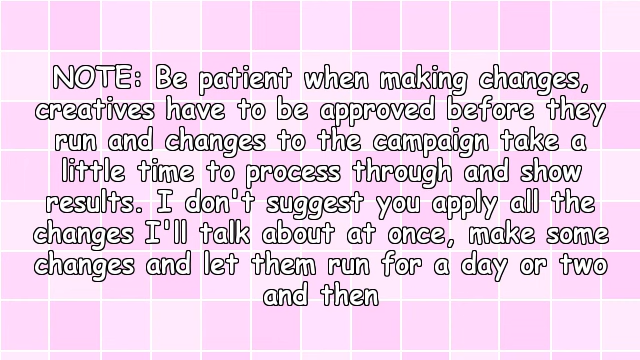 NOTE: Be patient when making changes,
creatives have to be approved before they
run and changes to the campaign take a
little time to process through and show
results. I don't suggest you apply all the
changes I'll talk about at once, make some
changes and let them run for a day or two
and then